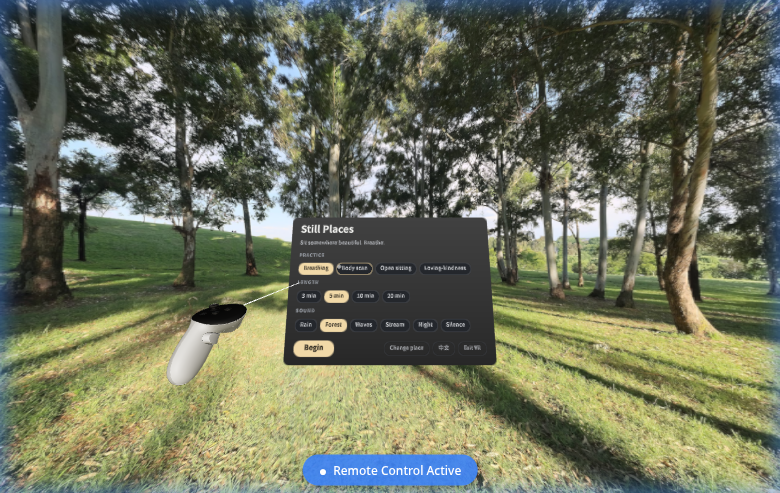 Still Places
Sit somewhere beautiful. Breathe.
PRACTICE
Breathing Body scan Open sitting Loving-kindness
LENGTH
3 min 5 min 10 min 20 min
SOUND
Rain Forest Waves Stream Night Silence
Begin Change place 中文 Exit VR
Remote Control Active